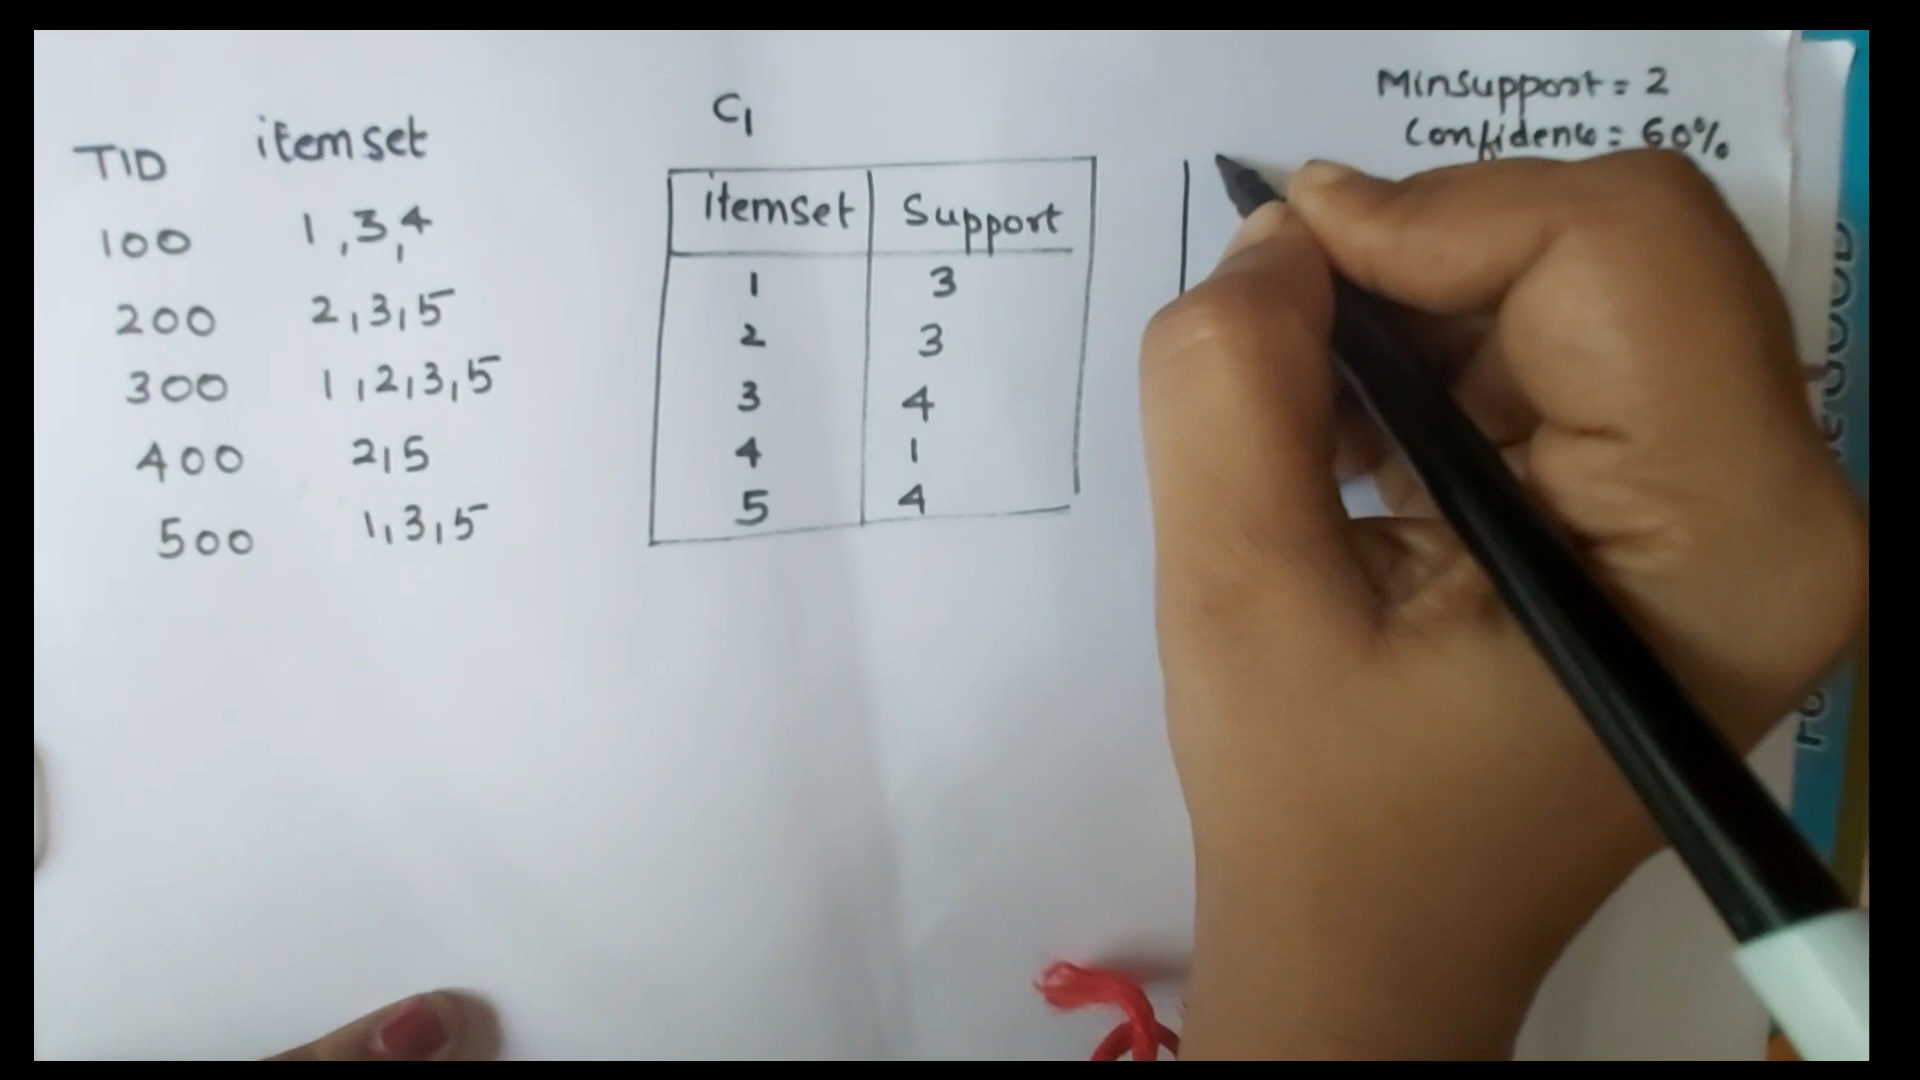 TID itemset
100 1,3,4
200 2,3,5
300 1,2,3,5
400 2,5
500 1,3,5
C1
itemset Support
1 3
2 3
3 4
4 1
5 4
Minsupport = 2
Confidence = 60%